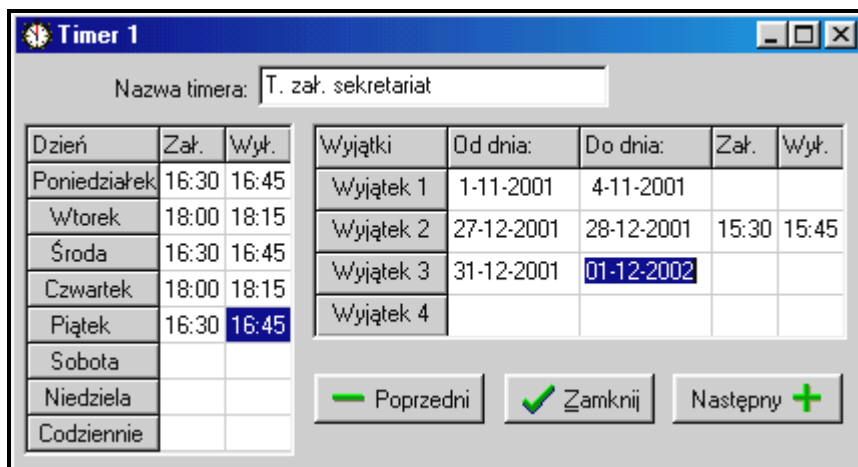 Timer 1
Nazwa timera: T. zał. sekretariat
Dzień Zał. Wył.
Poniedziałek 16:30 16:45
Wtorek 18:00 18:15
Środa 16:30 16:45
Czwartek 18:00 18:15
Piątek 16:30 16:45
Sobota
Niedziela
Codziennie
Wyjątki Od dnia: Do dnia: Zał. Wył.
Wyjątek 1 1-11-2001 4-11-2001
Wyjątek 2 27-12-2001 28-12-2001 15:30 15:45
Wyjątek 3 31-12-2001 01-12-2002
Wyjątek 4
Poprzedni Zamknij Następny